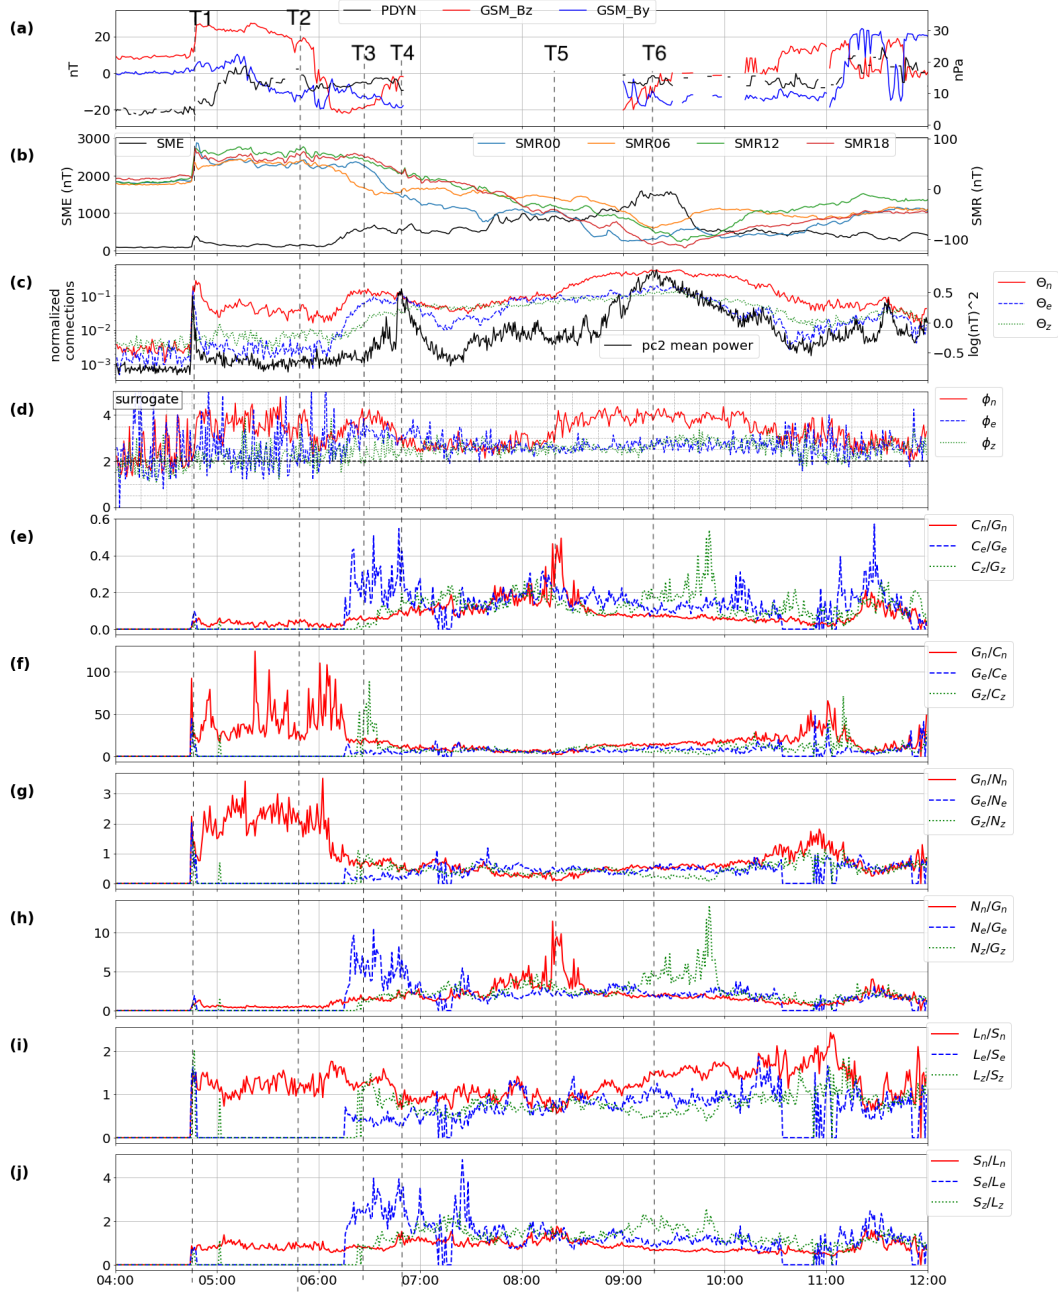 PDYN GSM_Bz GSM_By
(a) T1 T2 T3 T4 T5 T6
20
0
−20
nT
30
20
10
0
nPa
(b) SME SMR00 SMR06 SMR12 SMR18
3000
2000
1000
0
SME (nT)
100
0
−100
SMR (nT)
(c)
10⁻¹
10⁻²
10⁻³
normalized
connections
pc2 mean power
0.5
0.0
−0.5
log(nT)^2
Θn
Θe
Θz
(d) surrogate
4
2
0
ϕn
ϕe
ϕz
(e)
0.6
0.4
0.2
0.0
Cn/Gn
Ce/Ge
Cz/Gz
(f)
100
50
0
Gn/Cn
Ge/Ce
Gz/Cz
(g)
3
2
1
0
Gn/Nn
Ge/Ne
Gz/Nz
(h)
10
5
0
Nn/Gn
Ne/Ge
Nz/Gz
(i)
2
1
0
Ln/Sn
Le/Se
Lz/Sz
(j)
4
2
0
Sn/Ln
Se/Le
Sz/Lz
04:00 05:00 06:00 07:00 08:00 09:00 10:00 11:00 12:00